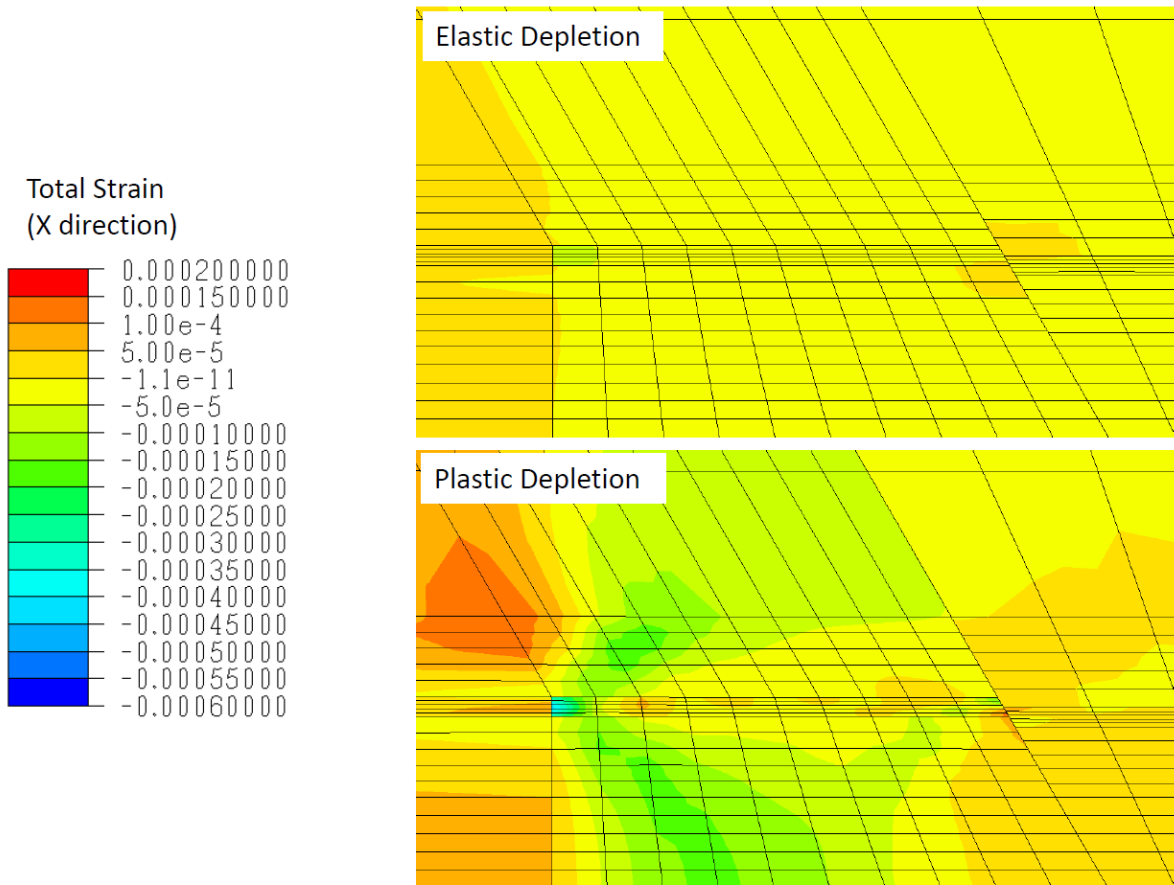 Elastic Depletion
Total Strain
(X direction)
0.000200000
0.000150000
1.00e-4
5.00e-5
-1.1e-11
-5.0e-5
-0.00010000
-0.00015000
-0.00020000
-0.00025000
-0.00030000
-0.00035000
-0.00040000
-0.00045000
-0.00050000
-0.00055000
-0.00060000
Plastic Depletion